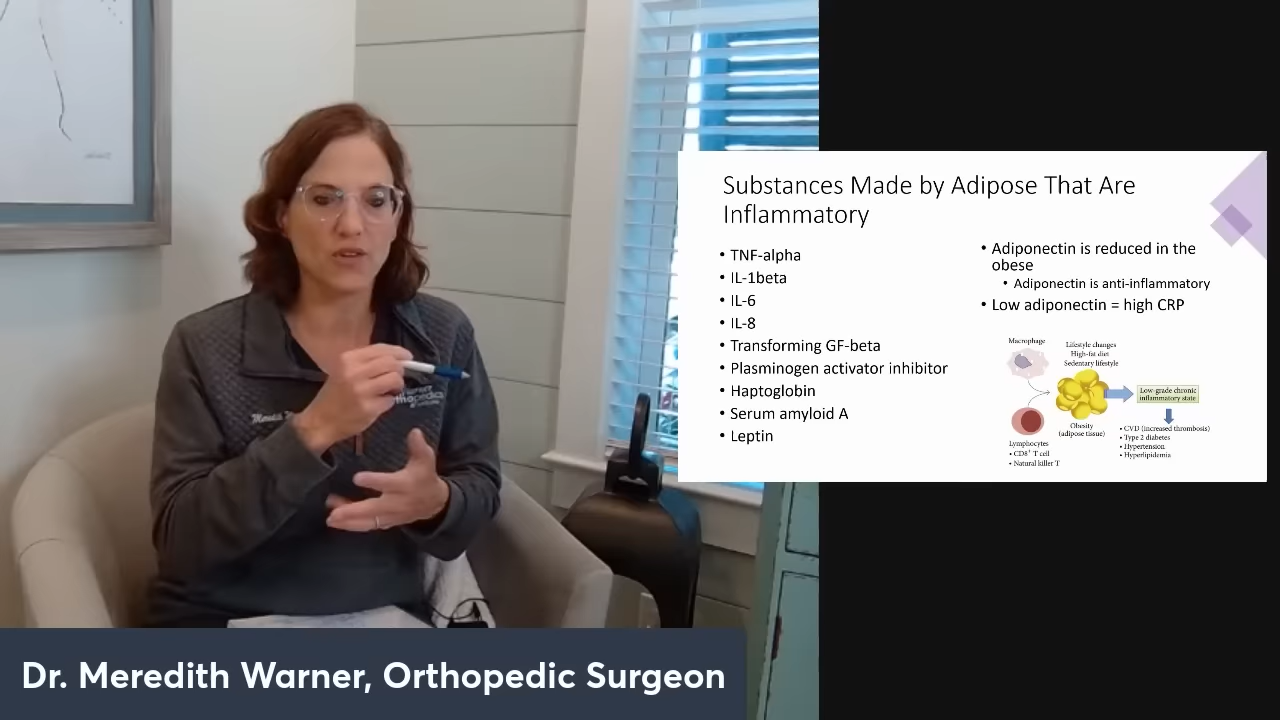 Substances Made by Adipose That Are
Inflammatory
• TNF-alpha
• IL-1beta
• IL-6
• IL-8
• Transforming GF-beta
• Plasminogen activator inhibitor
• Haptoglobin
• Serum amyloid A
• Leptin
• Adiponectin is reduced in the
obese
• Adiponectin is anti-inflammatory
• Low adiponectin = high CRP
Macrophage
Lifestyle changes
High-fat diet
Sedentary lifestyle
Low-grade chronic
inflammatory state
Obesity
(adipose tissue)
Lymphocytes
• CD8⁺ T cell
• Natural killer T
• CVD (increased thrombosis)
• Type 2 diabetes
• Hypertension
• Hyperlipidemia
Dr. Meredith Warner, Orthopedic Surgeon